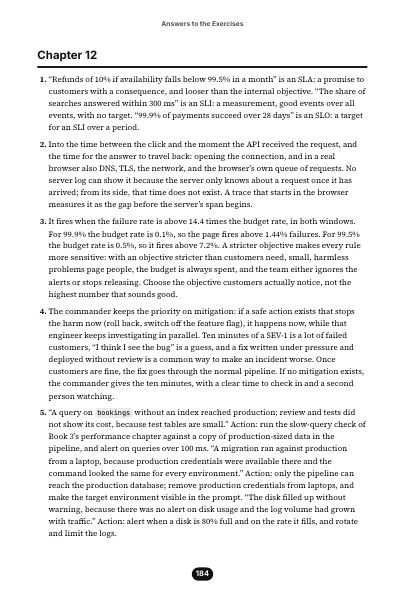 Answers to the Exercises
Chapter 12
1. “Refunds of 10% if availability falls below 99.5% in a month” is an SLA: a promise to
customers with a consequence, and looser than the internal objective. “The share of
searches answered within 300 ms” is an SLI: a measurement, good events over all
events, with no target. “99.9% of payments succeed over 28 days” is an SLO: a target
for an SLI over a period.
2. Into the time between the click and the moment the API received the request, and
the time for the answer to travel back: opening the connection, and in a real
browser also DNS, TLS, the network, and the browser’s own queue of requests. No
server log can show it because the server only knows about a request once it has
arrived; from its side, that time does not exist. A trace that starts in the browser
measures it as the gap before the server’s span begins.
3. It fires when the failure rate is above 14.4 times the budget rate, in both windows.
For 99.9% the budget rate is 0.1%, so the page fires above 1.44% failures. For 99.5%
the budget rate is 0.5%, so it fires above 7.2%. A stricter objective makes every rule
more sensitive: with an objective stricter than customers need, small, harmless
problems page people, the budget is always spent, and the team either ignores the
alerts or stops releasing. Choose the objective customers actually notice, not the
highest number that sounds good.
4. The commander keeps the priority on mitigation: if a safe action exists that stops
the harm now (roll back, switch off the feature flag), it happens now, while that
engineer keeps investigating in parallel. Ten minutes of a SEV-1 is a lot of failed
customers, “I think I see the bug” is a guess, and a fix written under pressure and
deployed without review is a common way to make an incident worse. Once
customers are fine, the fix goes through the normal pipeline. If no mitigation exists,
the commander gives the ten minutes, with a clear time to check in and a second
person watching.
5. “A query on bookings without an index reached production; review and tests did
not show its cost, because test tables are small.” Action: run the slow-query check of
Book 3’s performance chapter against a copy of production-sized data in the
pipeline, and alert on queries over 100 ms. “A migration ran against production
from a laptop, because production credentials were available there and the
command looked the same for every environment.” Action: only the pipeline can
reach the production database; remove production credentials from laptops, and
make the target environment visible in the prompt. “The disk filled up without
warning, because there was no alert on disk usage and the log volume had grown
with traffic.” Action: alert when a disk is 80% full and on the rate it fills, and rotate
and limit the logs.
184